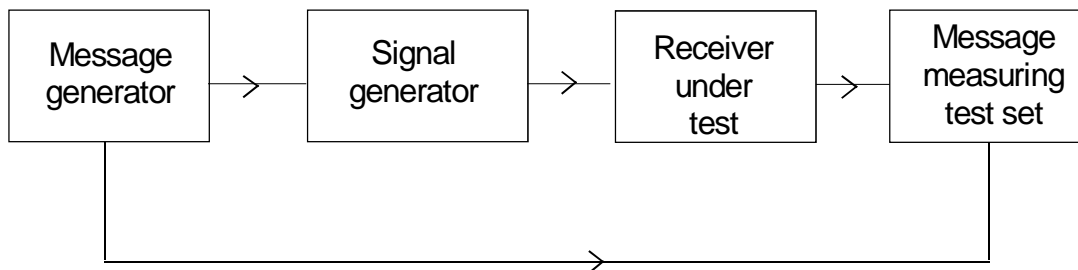 Message
generator
Signal
generator
Receiver
under
test
Message
measuring
test set